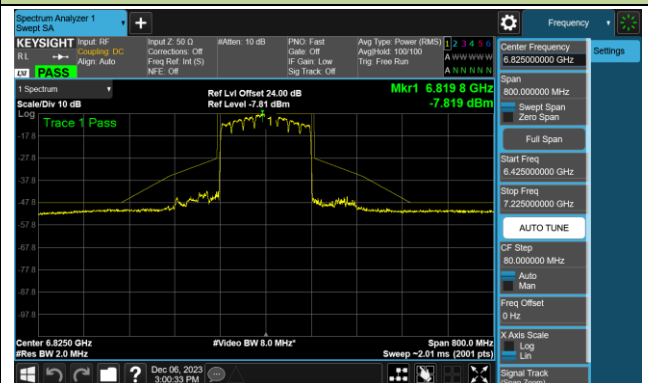 Spectrum Analyzer 1
Swept SA
Frequency
KEYSIGHT
Input: RF
Coupling: DC
Align: Auto
Input Z: 50 Ω
Corrections: Off
Freq Ref: Int (S)
NFE: Off
#Atten: 10 dB
PNO: Fast
Gate: Off
IF Gain: Low
Sig Track: Off
Avg Type: Power (RMS)
Avg|Hold: 100/100
Trig: Free Run
1 2 3 4 5 6
A W W W W W
A N N N N N
RL
LXI
PASS
1 Spectrum
Scale/Div 10 dB
Ref Lvl Offset 24.00 dB
Ref Level -7.81 dBm
Mkr1 6.819 8 GHz
-7.819 dBm
Log
Trace 1 Pass
1
-17.8
-27.8
-37.8
-47.8
-57.8
-67.8
-77.8
-87.8
-97.8
Center 6.8250 GHz
#Res BW 2.0 MHz
#Video BW 8.0 MHz*
Span 800.0 MHz
Sweep ~2.01 ms (2001 pts)
Dec 06, 2023
3:00:33 PM
?
Center Frequency
6.825000000 GHz
Settings
Span
800.000000 MHz
Swept Span
Zero Span
Full Span
Start Freq
6.425000000 GHz
Stop Freq
7.225000000 GHz
AUTO TUNE
CF Step
80.000000 MHz
Auto
Man
Freq Offset
0 Hz
X Axis Scale
Log
Lin
Signal Track
(Span Zoom)